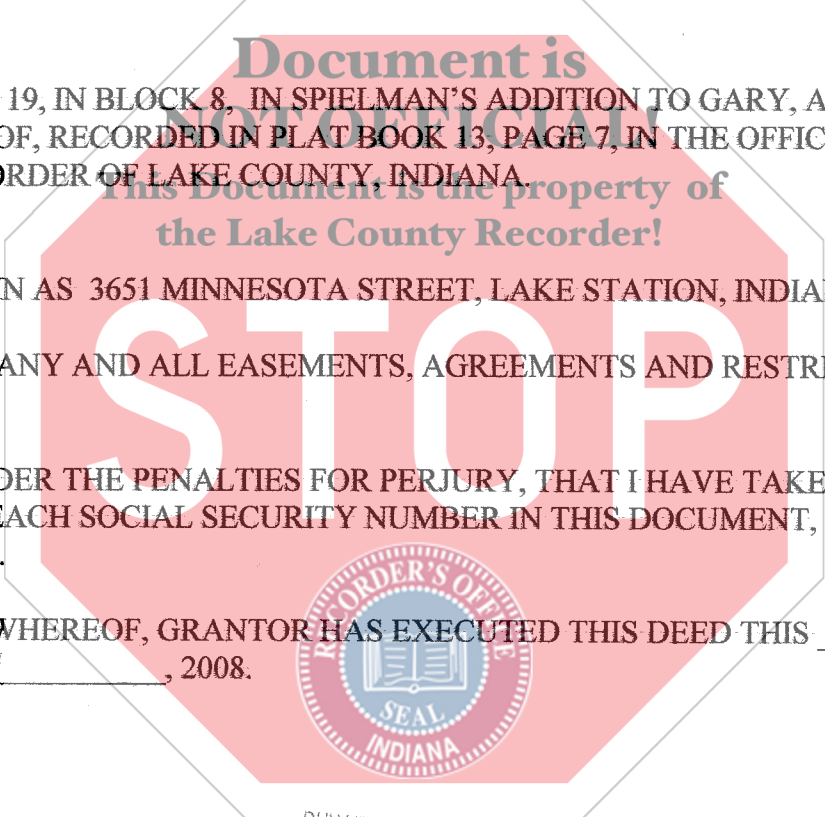 Document is
19, IN BLOCK 8, IN SPIELMAN'S ADDITION TO GARY, A
NOT OFFICIAL!
OF, RECORDED IN PLAT BOOK 13, PAGE 7, IN THE OFFIC
ORDER OF LAKE COUNTY, INDIANA.
This Document is the property of
the Lake County Recorder!
N AS 3651 MINNESOTA STREET, LAKE STATION, INDIA
STOP
ANY AND ALL EASEMENTS, AGREEMENTS AND RESTRI
DER THE PENALTIES FOR PERJURY, THAT I HAVE TAKE
EACH SOCIAL SECURITY NUMBER IN THIS DOCUMENT,
.
WHEREOF, GRANTOR HAS EXECUTED THIS DEED THIS _
____________, 2008.
RECORDER'S OFFICE
SEAL
INDIANA